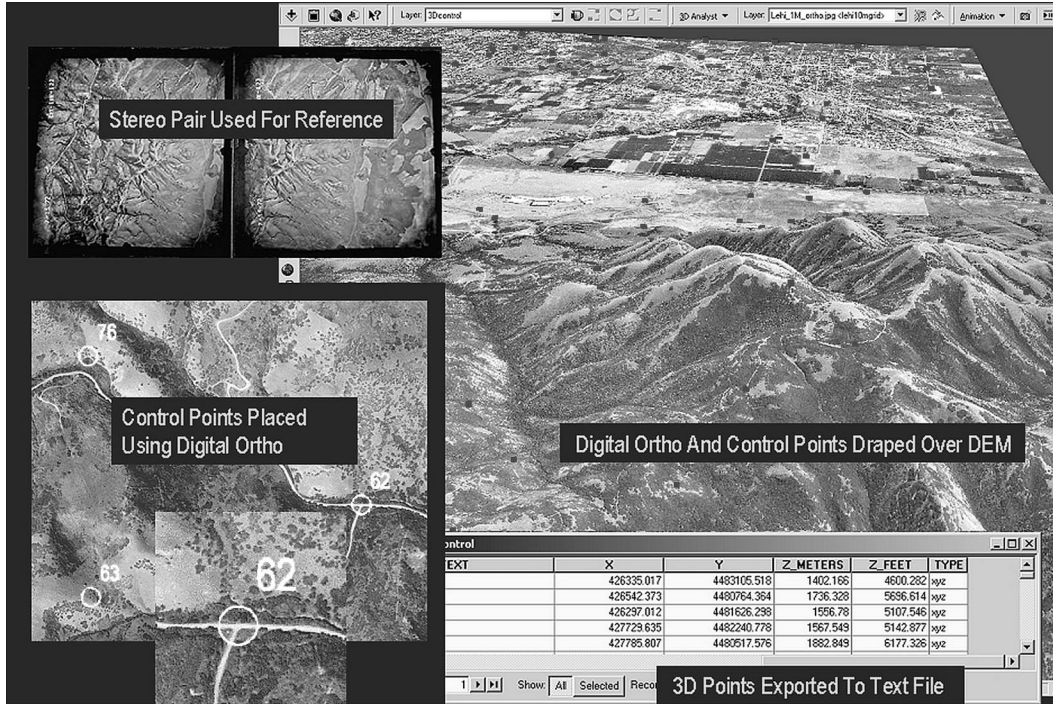 Layer: 3Dcontrol 3D Analyst Layer: Lehi_1M_ortho.jpg <lehi10mgrid> Animation
Stereo Pair Used For Reference
76
Control Points Placed
Using Digital Ortho
62
63
62
Digital Ortho And Control Points Draped Over DEM
ontrol
EXT X Y Z_METERS Z_FEET TYPE
426335.017 4483105.518 1402.166 4600.282 xyz
426542.373 4480764.364 1736.328 5696.614 xyz
426297.012 4481626.298 1556.78 5107.546 xyz
427729.635 4482240.778 1567.549 5142.877 xyz
427785.807 4480517.576 1882.849 6177.326 xyz
1 Show: All Selected Reco
3D Points Exported To Text File